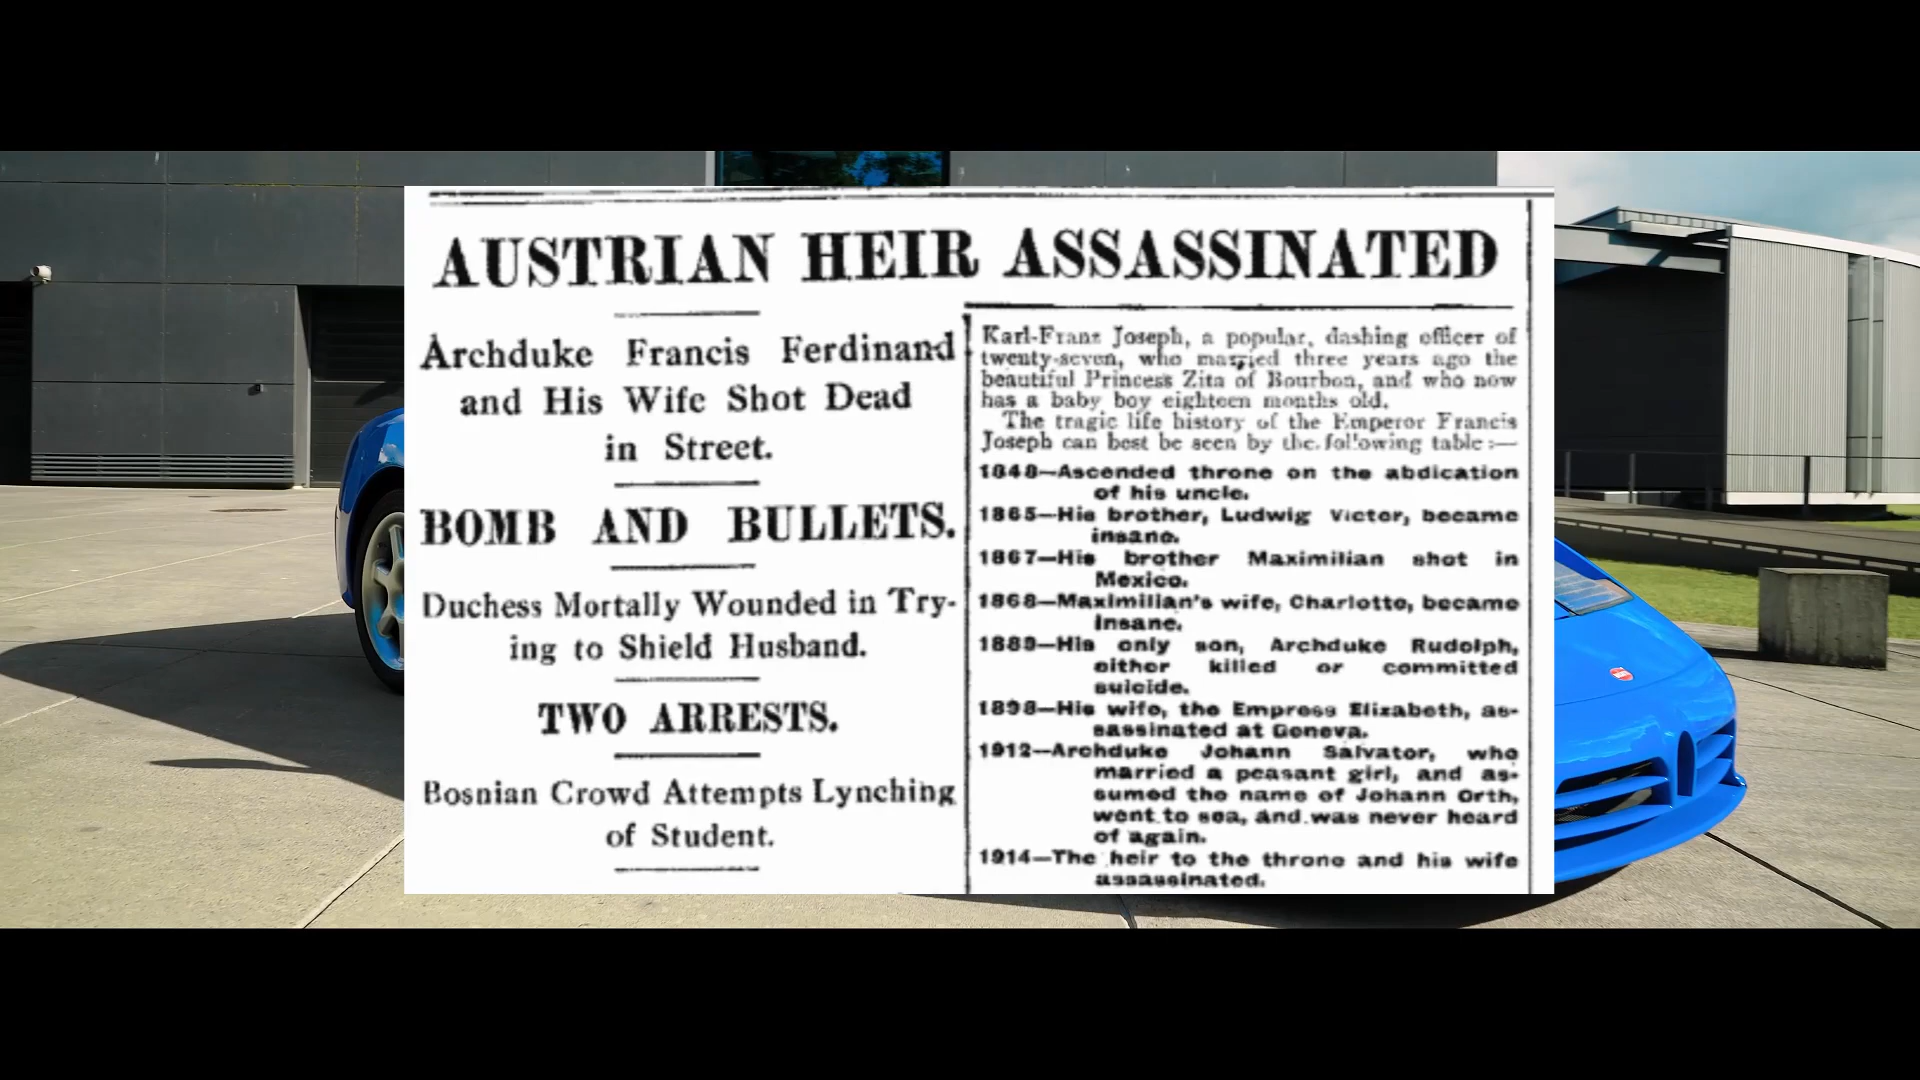 AUSTRIAN HEIR ASSASSINATED
Archduke Francis Ferdinand
and His Wife Shot Dead
in Street.
BOMB AND BULLETS.
Duchess Mortally Wounded in Try-
ing to Shield Husband.
TWO ARRESTS.
Bosnian Crowd Attempts Lynching
of Student.
Karl-Franz Joseph, a popular, dashing officer of
twenty-seven, who married three years ago the
beautiful Princess Zita of Bourbon, and who now
has a baby boy eighteen months old.
The tragic life history of the Emperor Francis
Joseph can best be seen by the following table:—
1848—Ascended throne on the abdication
of his uncle.
1865—His brother, Ludwig Victor, became
insane.
1867—His brother Maximilian shot in
Mexico.
1868—Maximilian's wife, Charlotte, became
insane.
1889—His only son, Archduke Rudolph,
either killed or committed
suicide.
1898—His wife, the Empress Elizabeth, as-
sassinated at Geneva.
1912—Archduke Johann Salvator, who
married a peasant girl, and as-
sumed the name of Johann Orth,
went to sea, and was never heard
of again.
1914—The heir to the throne and his wife
assassinated.